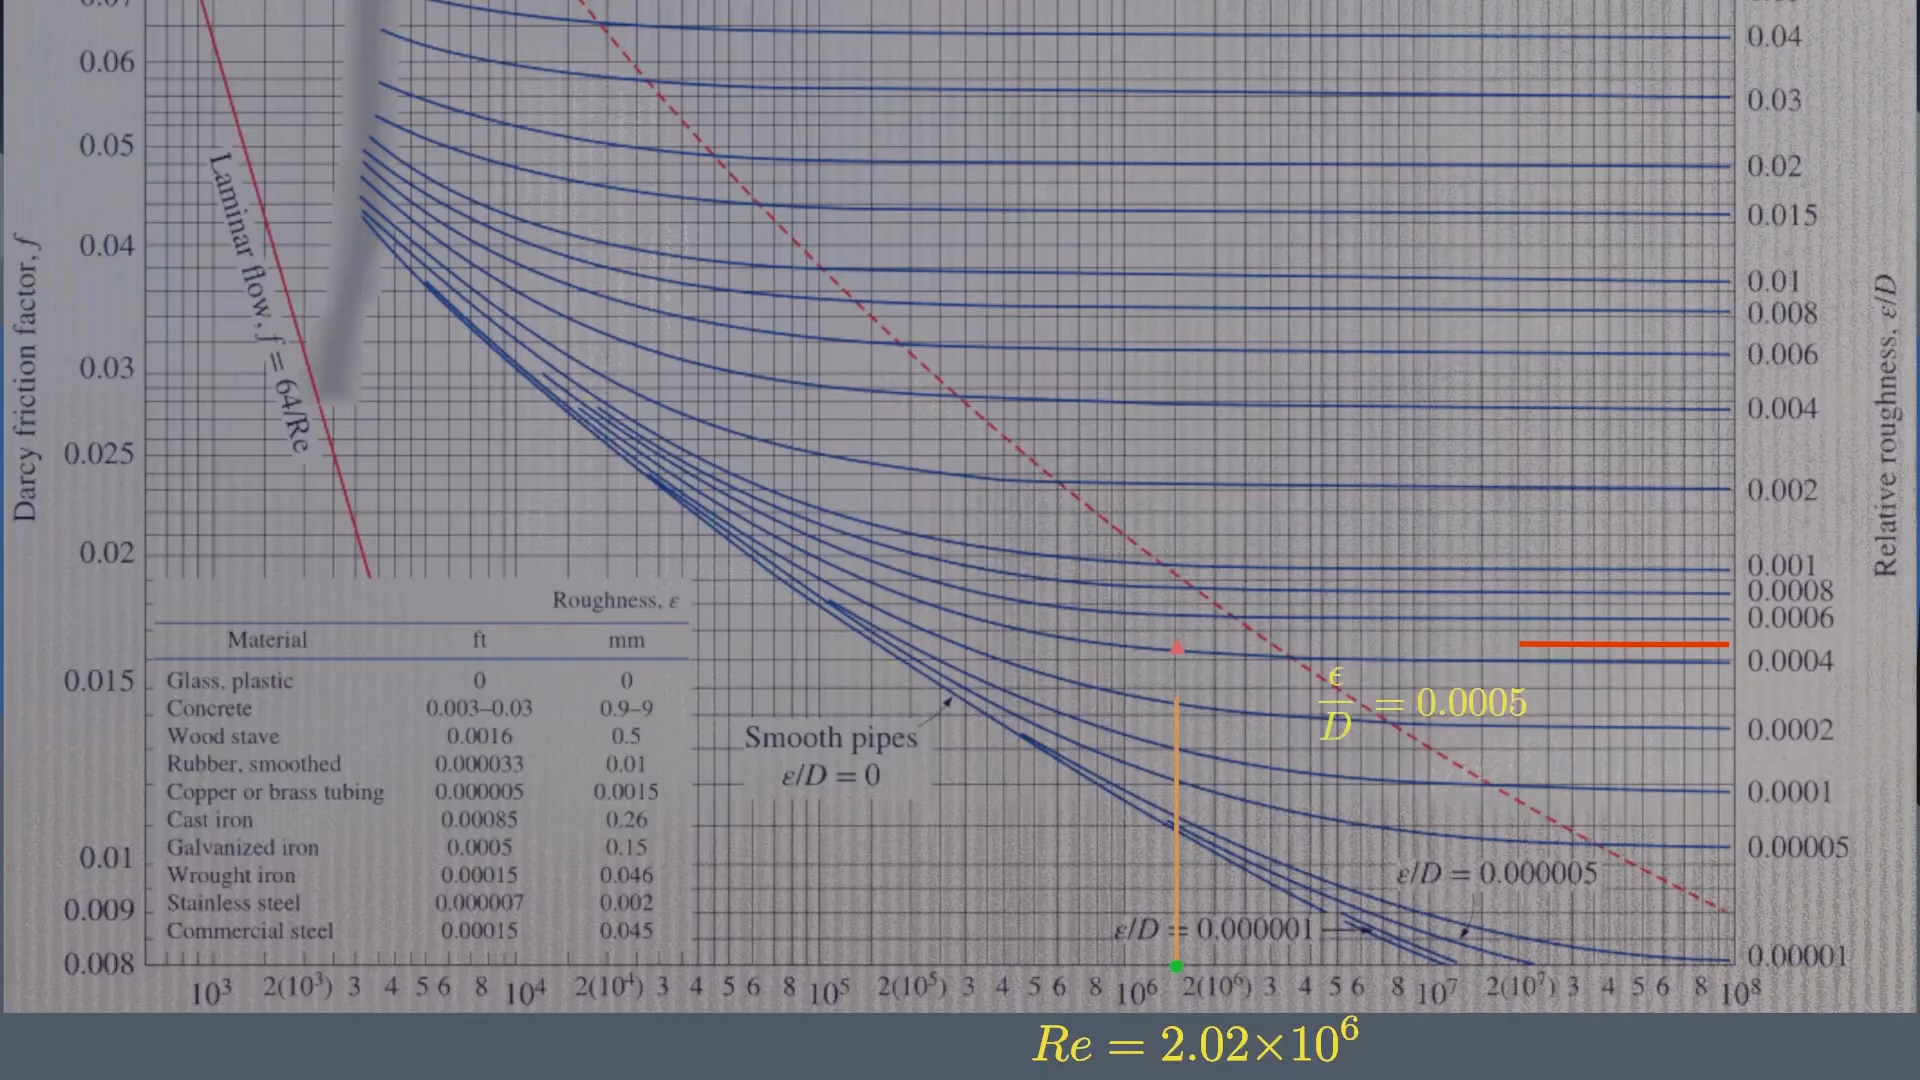 0.06
0.05
0.04
0.03
0.025
0.02
0.015
0.01
0.009
0.008
Darcy friction factor, f
Laminar flow, f = 64/Re
Roughness, ε
Material ft mm
Glass, plastic 0 0
Concrete 0.003–0.03 0.9–9
Wood stave 0.0016 0.5
Rubber, smoothed 0.000033 0.01
Copper or brass tubing 0.000005 0.0015
Cast iron 0.00085 0.26
Galvanized iron 0.0005 0.15
Wrought iron 0.00015 0.046
Stainless steel 0.000007 0.002
Commercial steel 0.00015 0.045
Smooth pipes
ε/D = 0
ϵ/D = 0.0005
ε/D = 0.000005
ε/D = 0.000001
0.04
0.03
0.02
0.015
0.01
0.008
0.006
0.004
0.002
0.001
0.0008
0.0006
0.0004
0.0002
0.0001
0.00005
0.00001
Relative roughness, ε/D
10³ 2(10³) 3 4 5 6 8 10⁴ 2(10⁴) 3 4 5 6 8 10⁵ 2(10⁵) 3 4 5 6 8 10⁶ 2(10⁶) 3 4 5 6 8 10⁷ 2(10⁷) 3 4 5 6 8 10⁸
Re = 2.02×10⁶